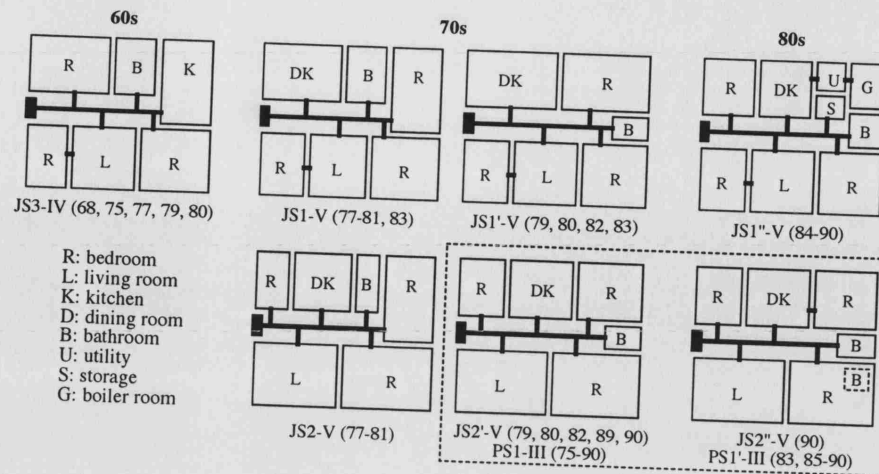 60s
70s
80s
R B K
R L R
JS3-IV (68, 75, 77, 79, 80)
DK B R
R L R
JS1-V (77-81, 83)
DK R
B
R L R
JS1'-V (79, 80, 82, 83)
R DK U G
S
B
R L R
JS1"-V (84-90)
R: bedroom
L: living room
K: kitchen
D: dining room
B: bathroom
U: utility
S: storage
G: boiler room
R DK B R
L R
JS2-V (77-81)
R DK R
B
L R
JS2'-V (79, 80, 82, 89, 90)
PS1-III (75-90)
R DK R
B
L R B
JS2"-V (90)
PS1'-III (83, 85-90)